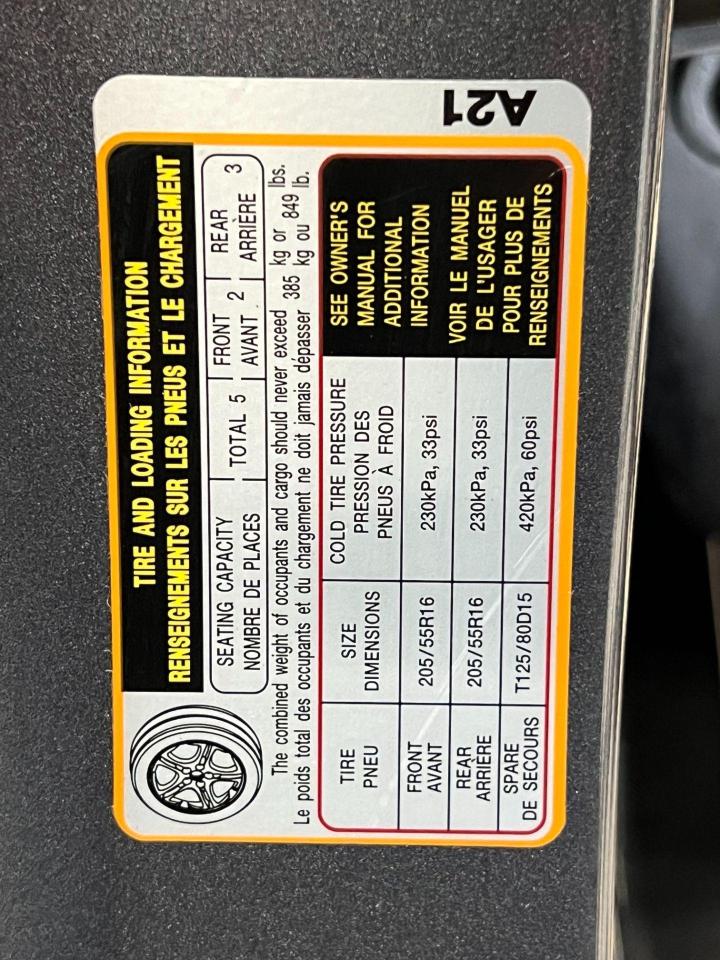 TIRE AND LOADING INFORMATION
RENSEIGNEMENTS SUR LES PNEUS ET LE CHARGEMENT
SEATING CAPACITY
NOMBRE DE PLACES
TOTAL 5
FRONT
AVANT
2
REAR
ARRIÈRE
3
The combined weight of occupants and cargo should never exceed 385 kg or 849 lbs.
Le poids total des occupants et du chargement ne doit jamais dépasser 385 kg ou 849 lb.
TIRE
PNEU
SIZE
DIMENSIONS
COLD TIRE PRESSURE
PRESSION DES
PNEUS À FROID
SEE OWNER'S
MANUAL FOR
ADDITIONAL
INFORMATION
VOIR LE MANUEL
DE L'USAGER
POUR PLUS DE
RENSEIGNEMENTS
FRONT
AVANT
205/55R16
230kPa, 33psi
REAR
ARRIÈRE
205/55R16
230kPa, 33psi
SPARE
DE SECOURS
T125/80D15
420kPa, 60psi
A21